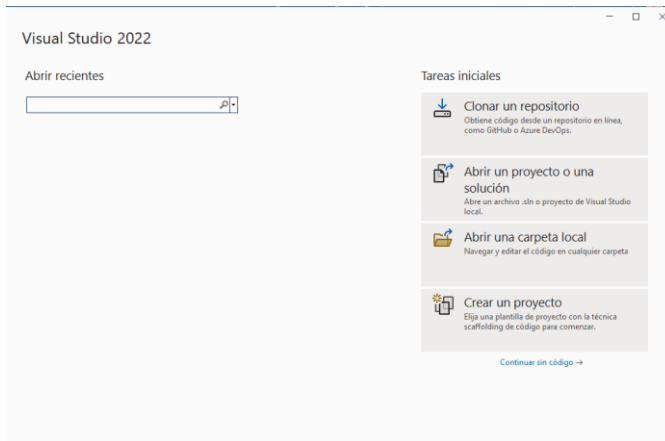 Visual Studio 2022
Abrir recientes
Tareas iniciales
Clonar un repositorio
Obtiene código desde un repositorio en línea,
como GitHub o Azure DevOps.
Abrir un proyecto o una
solución
Abre un archivo .sln o proyecto de Visual Studio
local.
Abrir una carpeta local
Navegar y editar el código en cualquier carpeta
Crear un proyecto
Elija una plantilla de proyecto con la técnica
scaffolding de código para comenzar.
Continuar sin código →